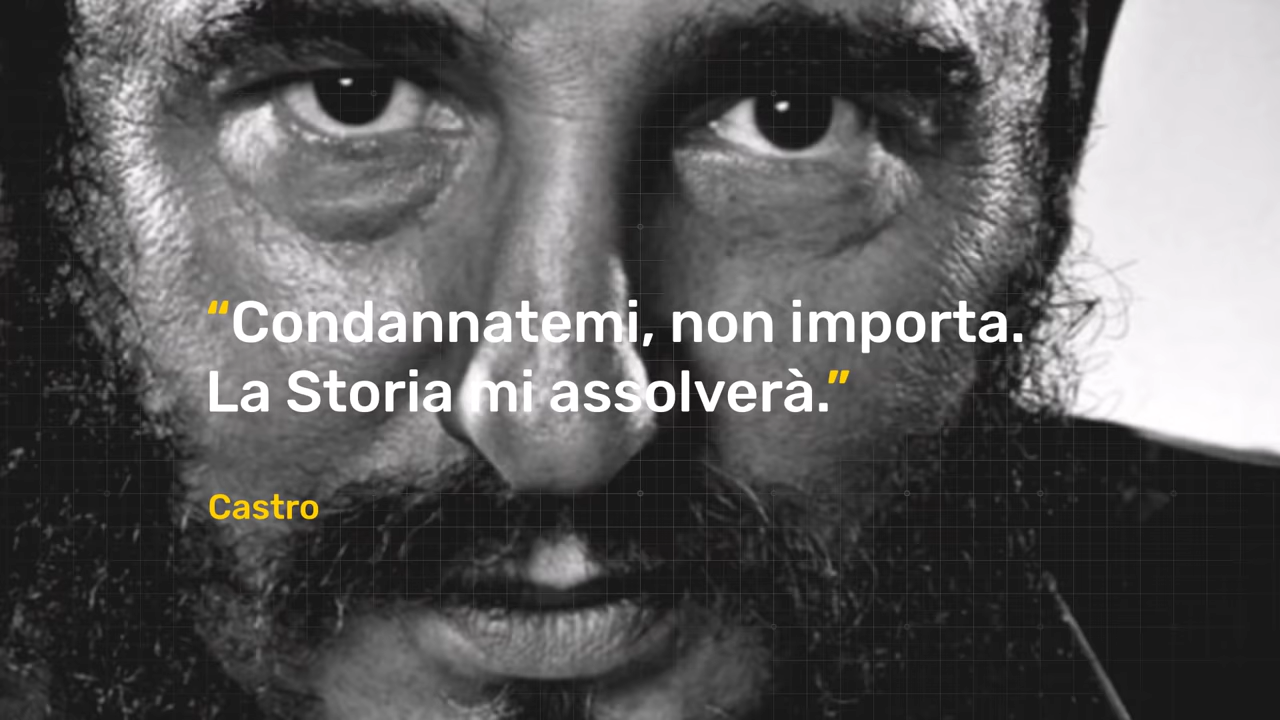 “Condannatemi, non importa.
La Storia mi assolverà.”
Castro